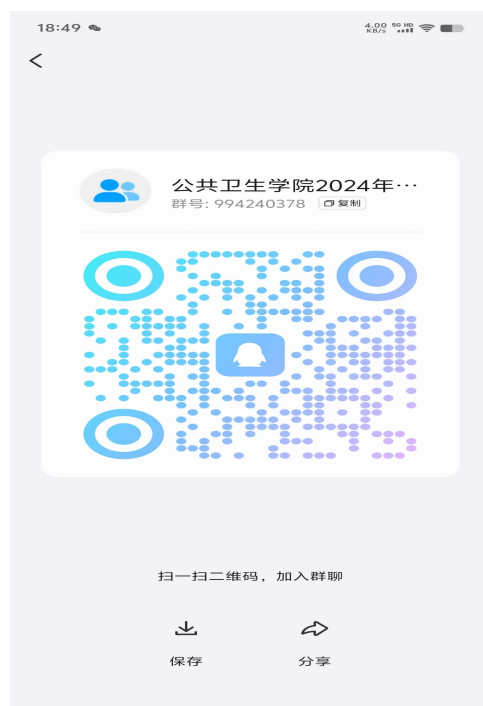 18:49
4.00 KB/s 5G HD
公共卫生学院2024年…
群号: 994240378 复制
扫一扫二维码，加入群聊
保存 分享